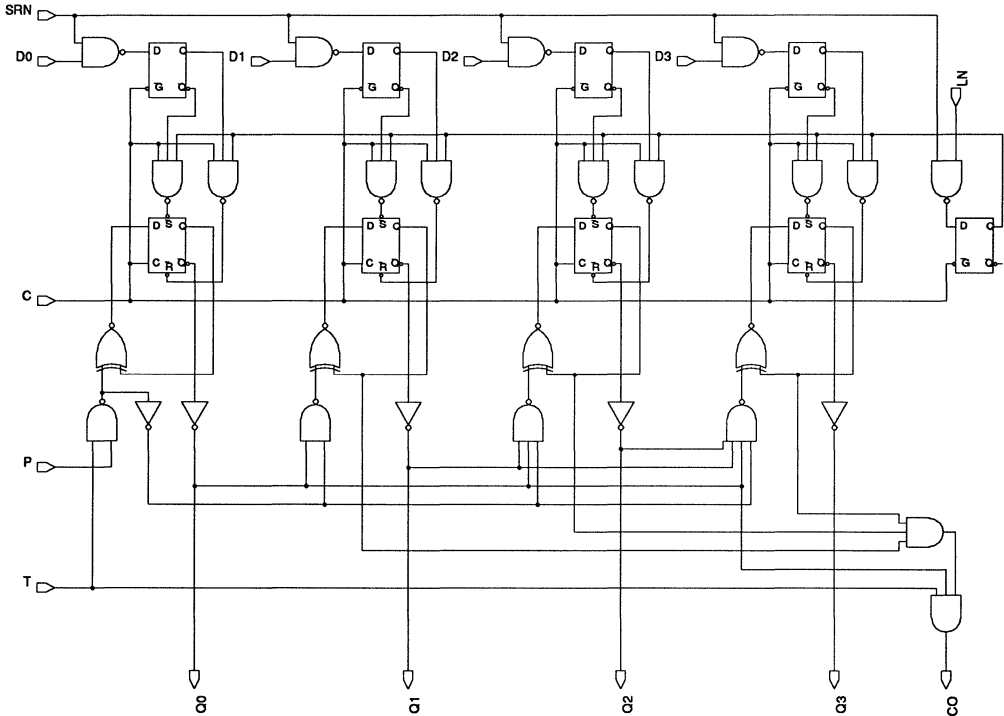 SRN
D0
D1
D2
D3
LN
D Q
G̅ Q
D Q
G̅ Q
D Q
G̅ Q
D Q
G̅ Q
D S̅ Q
C R̅ Q
D S̅ Q
C R̅ Q
D S̅ Q
C R̅ Q
D S̅ Q
C R̅ Q
D Q
G̅ Q
C
P
T
Q0
Q1
Q2
Q3
CO